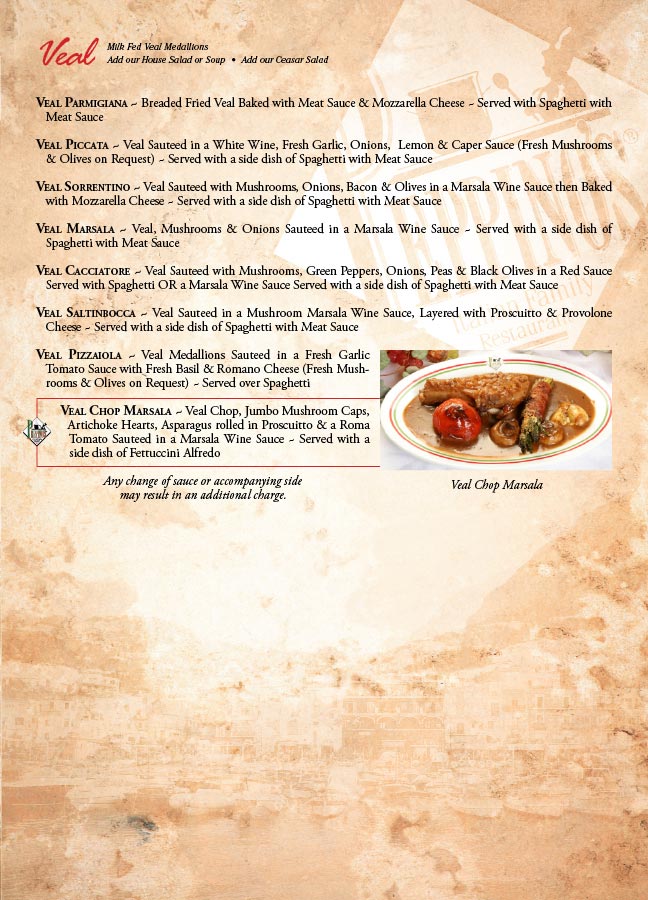 Veal
Milk Fed Veal Medallions
Add our House Salad or Soup • Add our Ceasar Salad
VEAL PARMIGIANA ~ Breaded Fried Veal Baked with Meat Sauce & Mozzarella Cheese ~ Served with Spaghetti with
Meat Sauce
VEAL PICCATA ~ Veal Sauteed in a White Wine, Fresh Garlic, Onions, Lemon & Caper Sauce (Fresh Mushrooms
& Olives on Request) ~ Served with a side dish of Spaghetti with Meat Sauce
VEAL SORRENTINO ~ Veal Sauteed with Mushrooms, Onions, Bacon & Olives in a Marsala Wine Sauce then Baked
with Mozzarella Cheese ~ Served with a side dish of Spaghetti with Meat Sauce
VEAL MARSALA ~ Veal, Mushrooms & Onions Sauteed in a Marsala Wine Sauce ~ Served with a side dish of
Spaghetti with Meat Sauce
VEAL CACCIATORE ~ Veal Sauteed with Mushrooms, Green Peppers, Onions, Peas & Black Olives in a Red Sauce
Served with Spaghetti OR a Marsala Wine Sauce Served with a side dish of Spaghetti with Meat Sauce
VEAL SALTINBOCCA ~ Veal Sauteed in a Mushroom Marsala Wine Sauce, Layered with Proscuitto & Provolone
Cheese ~ Served with a side dish of Spaghetti with Meat Sauce
VEAL PIZZAIOLA ~ Veal Medallions Sauteed in a Fresh Garlic
Tomato Sauce with Fresh Basil & Romano Cheese (Fresh Mush-
rooms & Olives on Request) ~ Served over Spaghetti
VEAL CHOP MARSALA ~ Veal Chop, Jumbo Mushroom Caps,
Artichoke Hearts, Asparagus rolled in Proscuitto & a Roma
Tomato Sauteed in a Marsala Wine Sauce ~ Served with a
side dish of Fettuccini Alfredo
Any change of sauce or accompanying side
may result in an additional charge.
Veal Chop Marsala
Italian Family
Restaurant